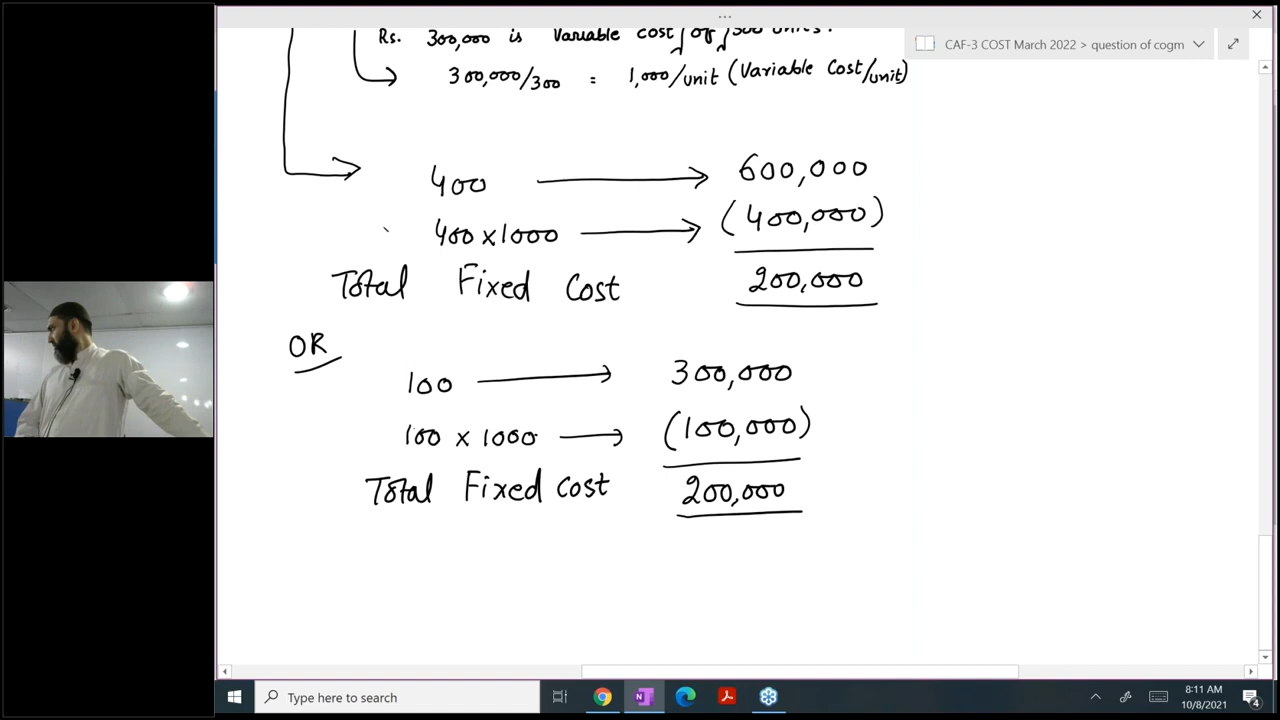 ...
Rs. 300,000 is Variable cost of 300 units.
CAF-3 COST March 2022 > question of cogm
300,000/300 = 1,000/unit (Variable Cost/unit)
400 → 600,000
400 x 1000 → (400,000)
Total Fixed Cost 200,000
OR
100 → 300,000
100 x 1000 → (100,000)
Total Fixed Cost 200,000
Type here to search
8:11 AM
10/8/2021
4